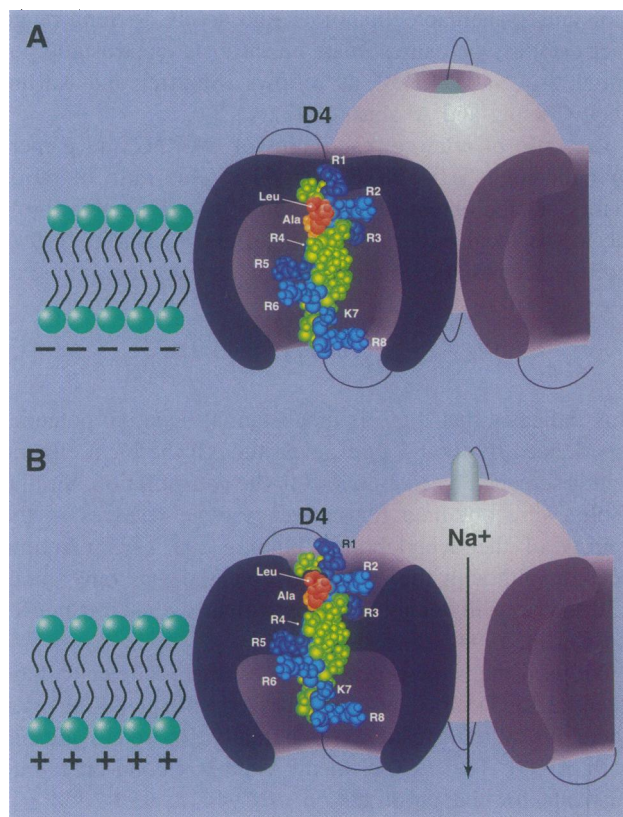 A
D4
R1
Leu
R2
Ala
R4
R3
R5
R6
K7
R8
− − − − −
B
D4
Na+
R1
Leu
R2
Ala
R3
R4
R5
R6
K7
R8
+ + + + +